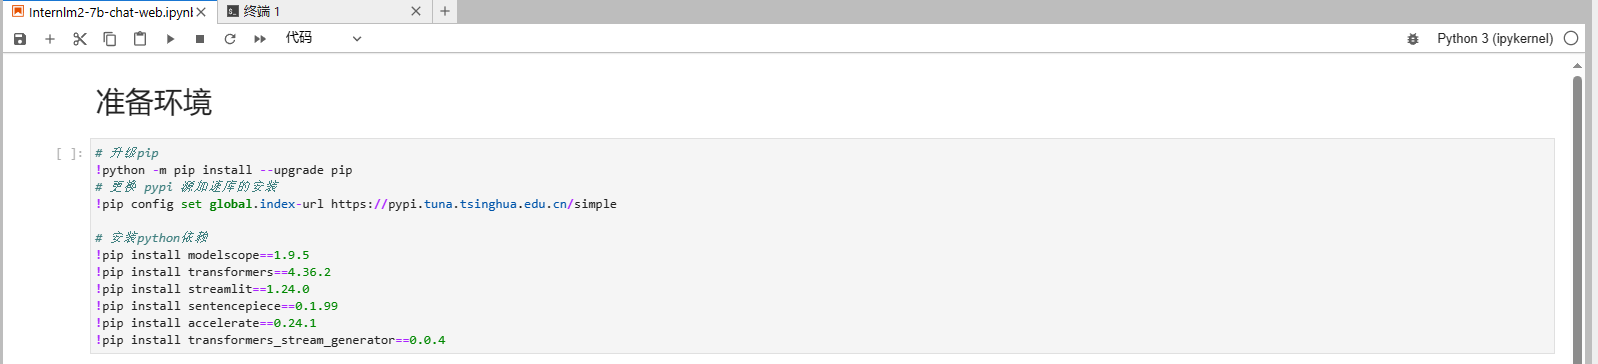 Internlm2-7b-chat-web.ipynl
终端 1
代码
Python 3 (ipykernel)
准备环境
[ ]:
# 升级pip
!python -m pip install --upgrade pip
# 更换 pypi 源加速库的安装
!pip config set global.index-url https://pypi.tuna.tsinghua.edu.cn/simple
# 安装python依赖
!pip install modelscope==1.9.5
!pip install transformers==4.36.2
!pip install streamlit==1.24.0
!pip install sentencepiece==0.1.99
!pip install accelerate==0.24.1
!pip install transformers_stream_generator==0.0.4